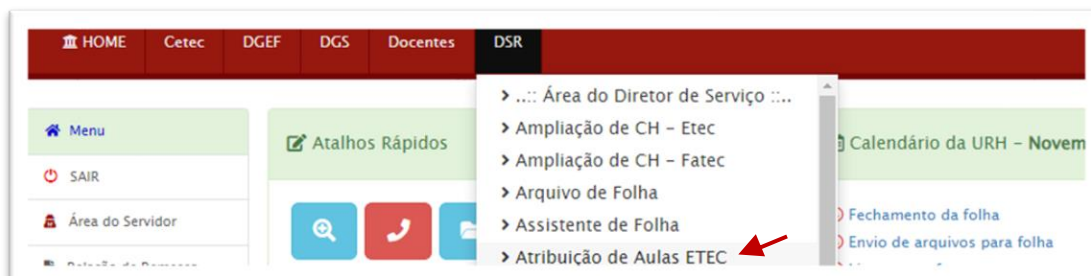 HOME Cetec DGEF DGS Docentes DSR
Menu
SAIR
Área do Servidor
Atalhos Rápidos
> ..:: Área do Diretor de Serviço ::..
> Ampliação de CH - Etec
> Ampliação de CH - Fatec
> Arquivo de Folha
> Assistente de Folha
> Atribuição de Aulas ETEC
Calendário da URH - Novem
Fechamento da folha
Envio de arquivos para folha